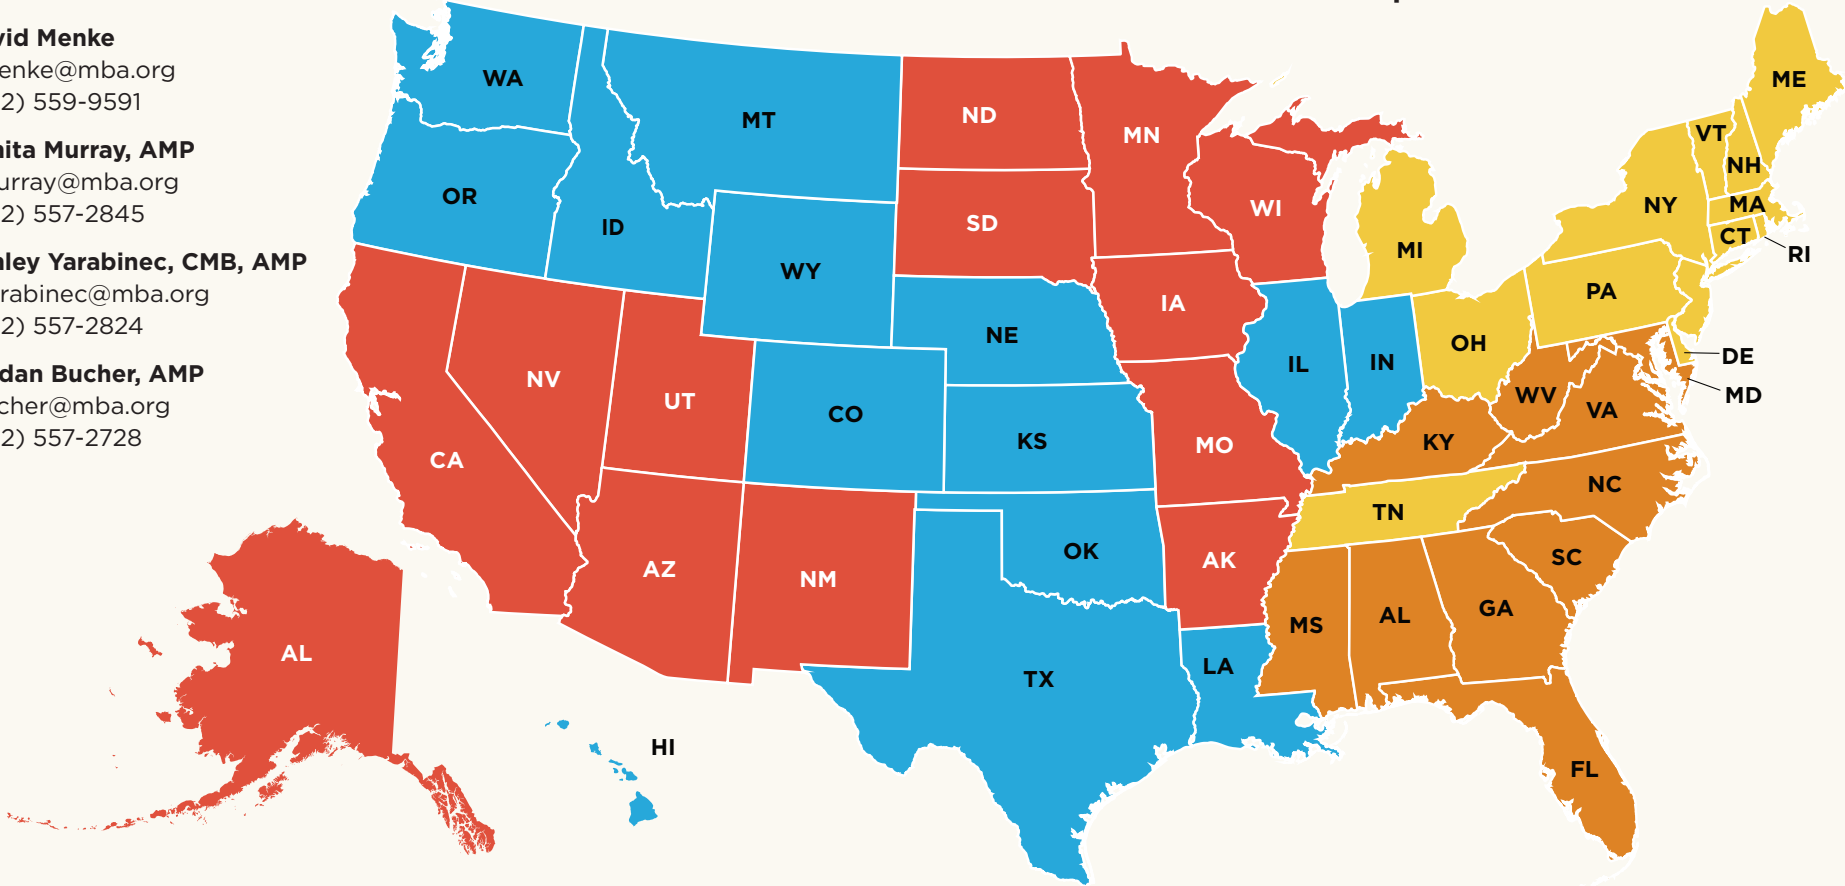 vid Menke
enke@mba.org
2) 559-9591
nita Murray, AMP
urray@mba.org
2) 557-2845
hley Yarabinec, CMB, AMP
rabinec@mba.org
2) 557-2824
dan Bucher, AMP
cher@mba.org
2) 557-2728
WA
MT
ND
MN
ME
VT
NH
OR
ID
SD
WI
NY
MA
CT
RI
WY
MI
IA
PA
NE
OH
DE
NV
UT
CO
IL
IN
WV
VA
MD
CA
KS
MO
KY
NC
TN
AZ
NM
OK
AK
SC
AL
TX
LA
MS
AL
GA
HI
FL